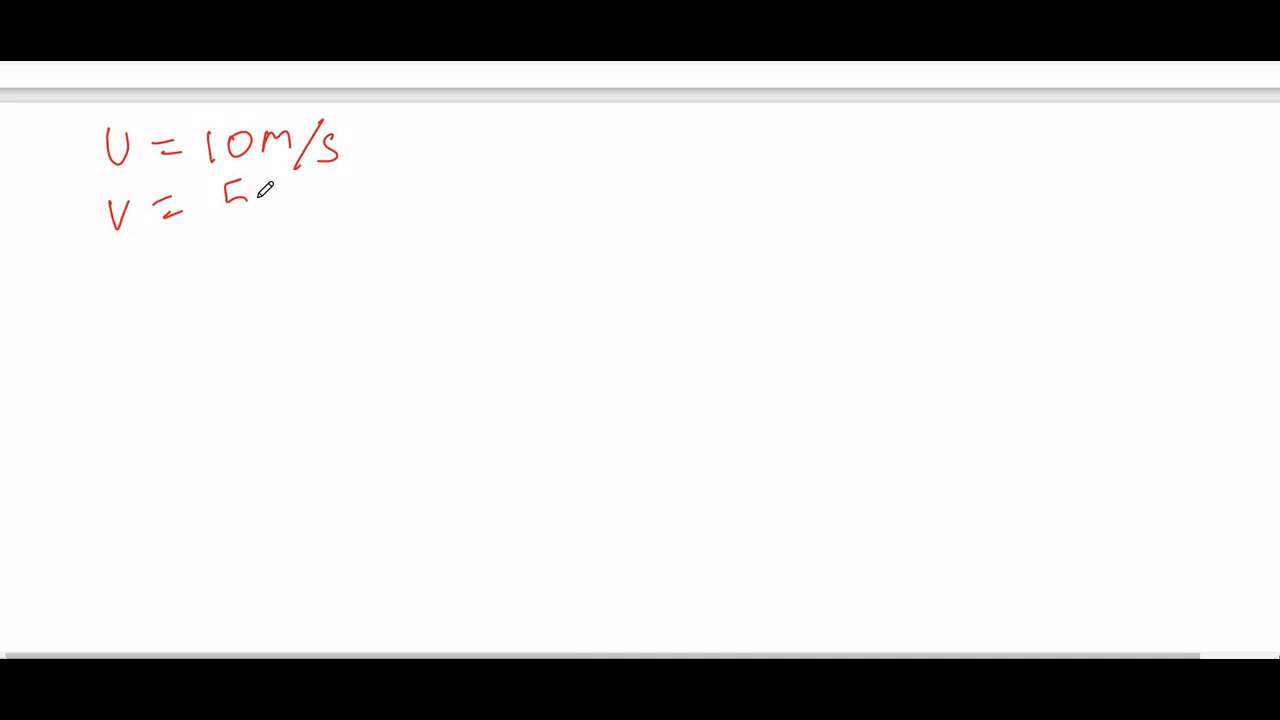 U = 10m/s
V = 5